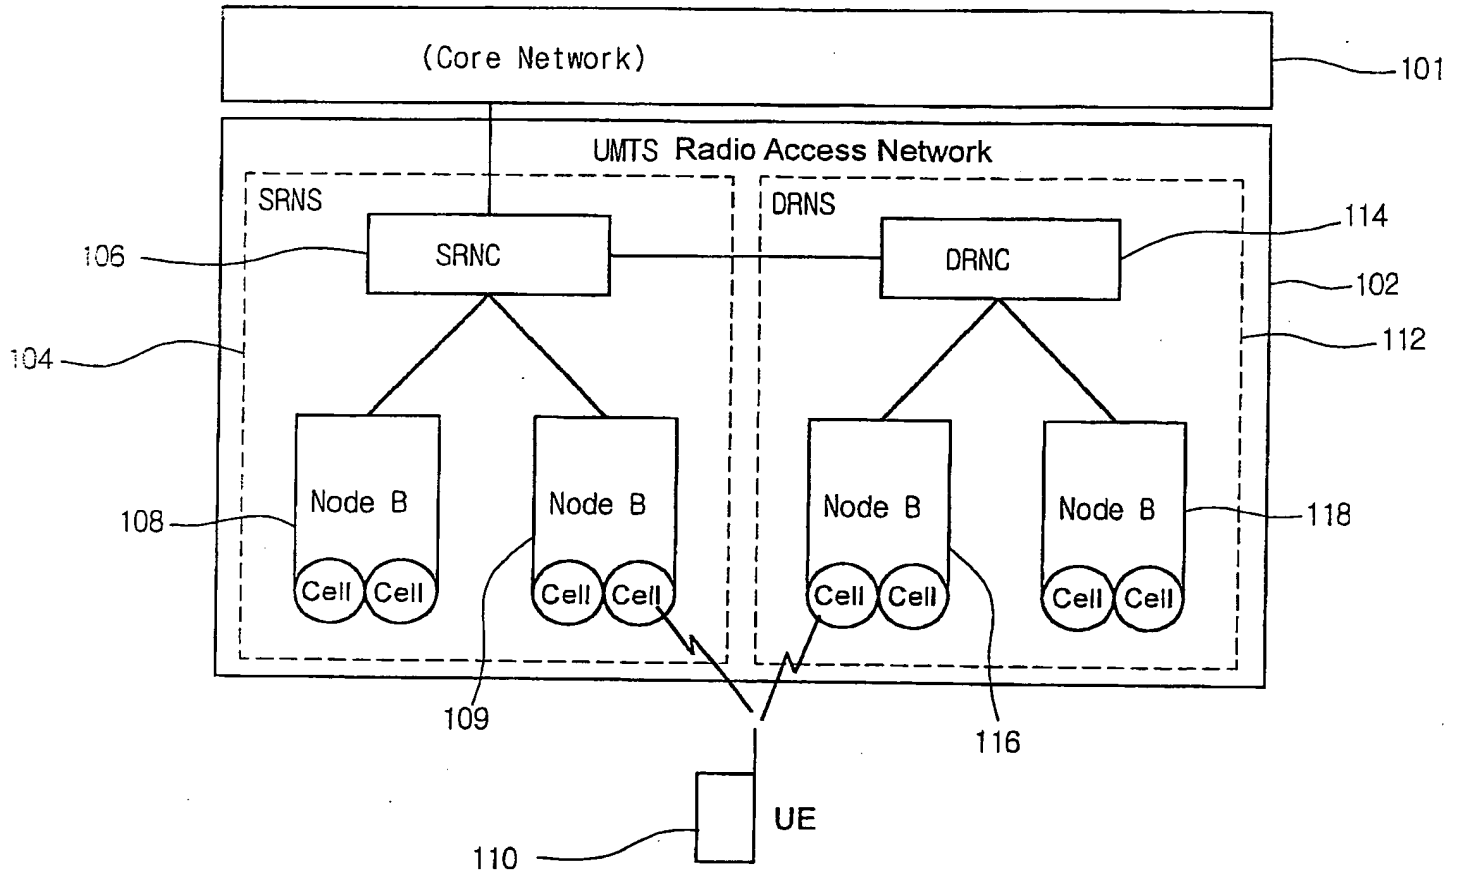 (Core Network)
101
UMTS Radio Access Network
SRNS
DRNS
106
SRNC
DRNC
114
102
104
112
108
Node B
Node B
Node B
Node B
118
Cell Cell
Cell Cell
Cell Cell
Cell Cell
109
116
UE
110